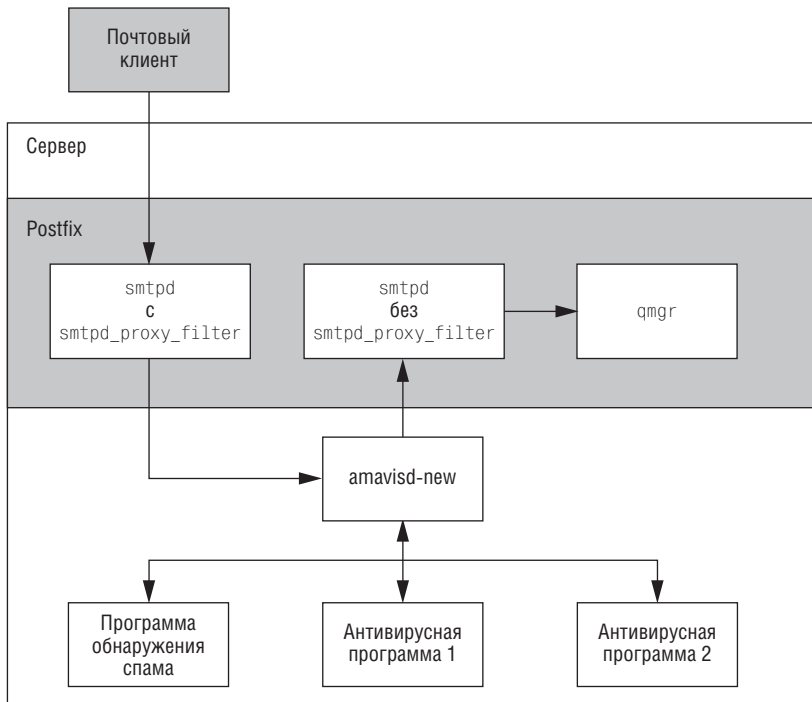 Почтовый
клиент
Сервер
Postfix
smtpd
с
smtpd_proxy_filter
smtpd
без
smtpd_proxy_filter
qmgr
amavisd-new
Программа
обнаружения
спама
Антивирусная
программа 1
Антивирусная
программа 2